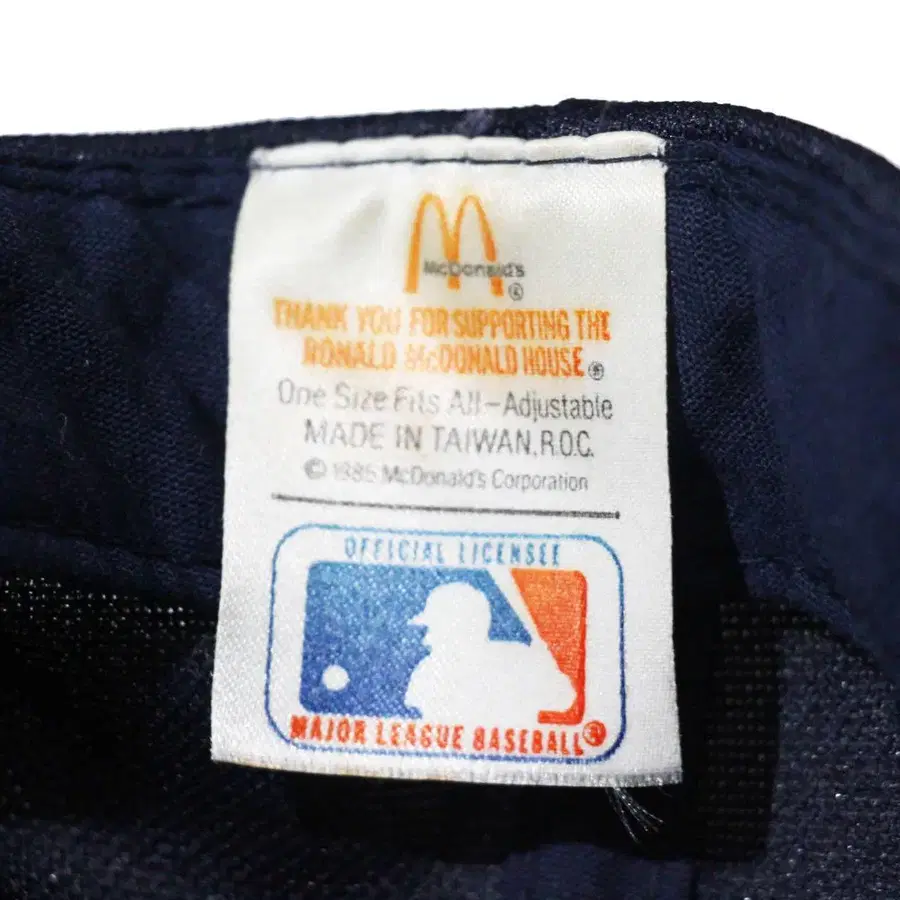 McDonald's
®
THANK YOU FOR SUPPORTING THE
RONALD McDONALD HOUSE®
One Size Fits All-Adjustable
MADE IN TAIWAN, R.O.C.
© 1985 McDonald's Corporation
OFFICIAL LICENSEE
MAJOR LEAGUE BASEBALL®